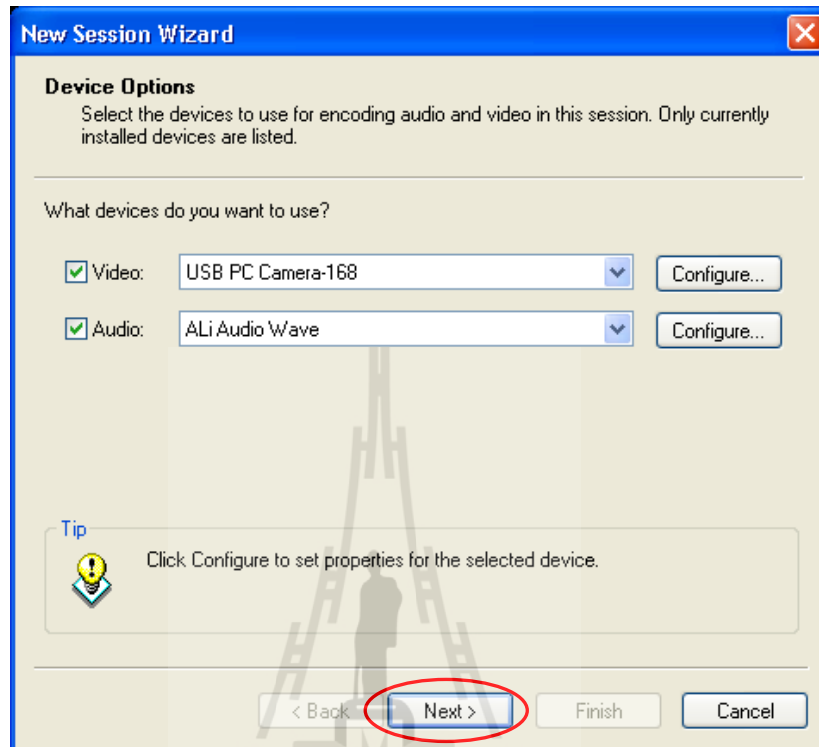 New Session Wizard
Device Options
Select the devices to use for encoding audio and video in this session. Only currently
installed devices are listed.
What devices do you want to use?
Video: USB PC Camera-168 Configure...
Audio: ALi Audio Wave Configure...
Tip
Click Configure to set properties for the selected device.
< Back Next > Finish Cancel